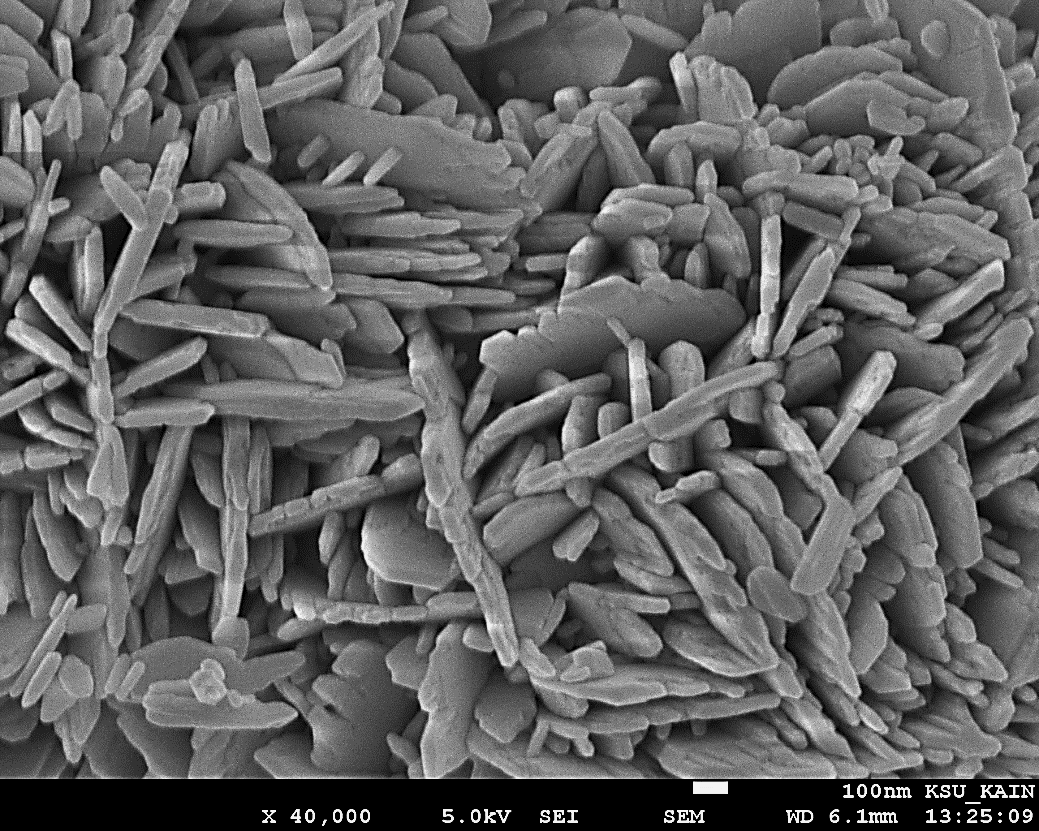 100nm KSU_KAIN
X 40,000 5.0kV SEI SEM WD 6.1mm 13:25:09